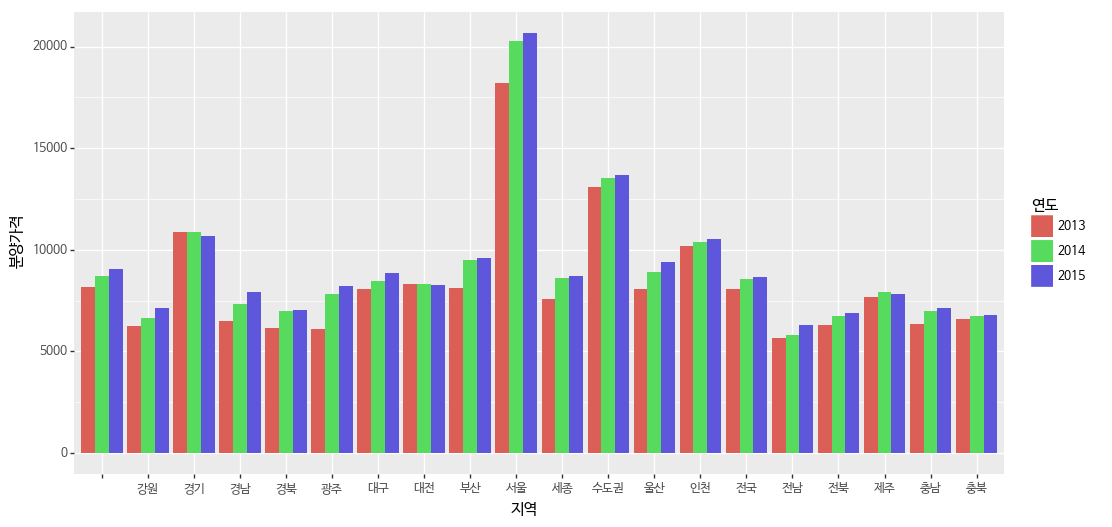 20000
15000
10000
5000
0
분양가격
강원 경기 경남 경북 광주 대구 대전 부산 서울 세종 수도권 울산 인천 전국 전남 전북 제주 충남 충북
지역
연도
2013
2014
2015